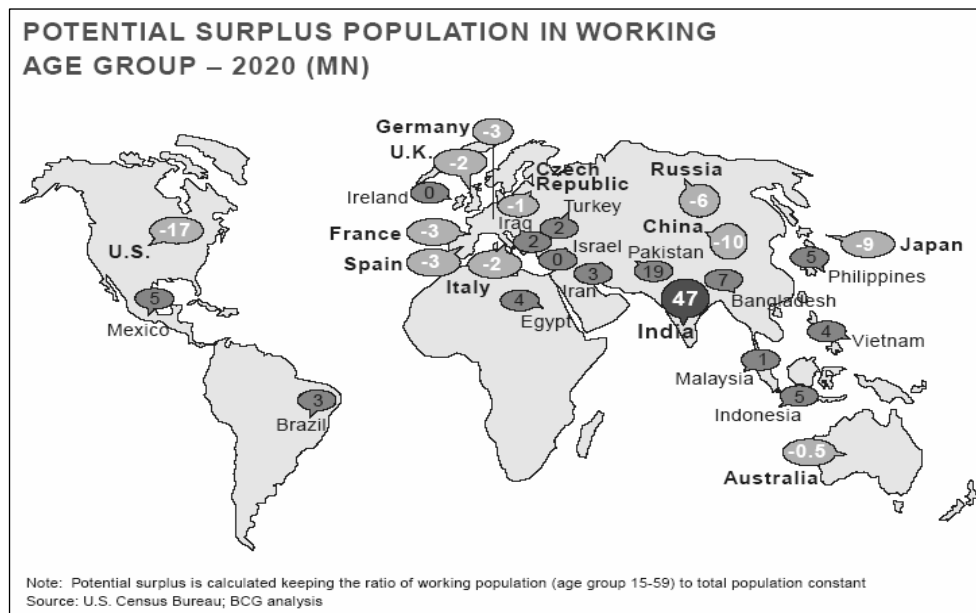 POTENTIAL SURPLUS POPULATION IN WORKING
AGE GROUP – 2020 (MN)
Germany -3
U.K. -2
Ireland 0
Czech
Republic
-1
Russia
-6
Turkey
2
Iraq
2
France -3
Spain -3
Italy
-2
Israel
0
Iran
3
Egypt
4
Pakistan
19
China
-10
Japan
-9
Philippines
5
Bangladesh
7
India
47
Vietnam
4
Malaysia
1
Indonesia
5
Australia
-0.5
U.S.
-17
Mexico
5
Brazil
3
Note: Potential surplus is calculated keeping the ratio of working population (age group 15-59) to total population constant
Source: U.S. Census Bureau; BCG analysis